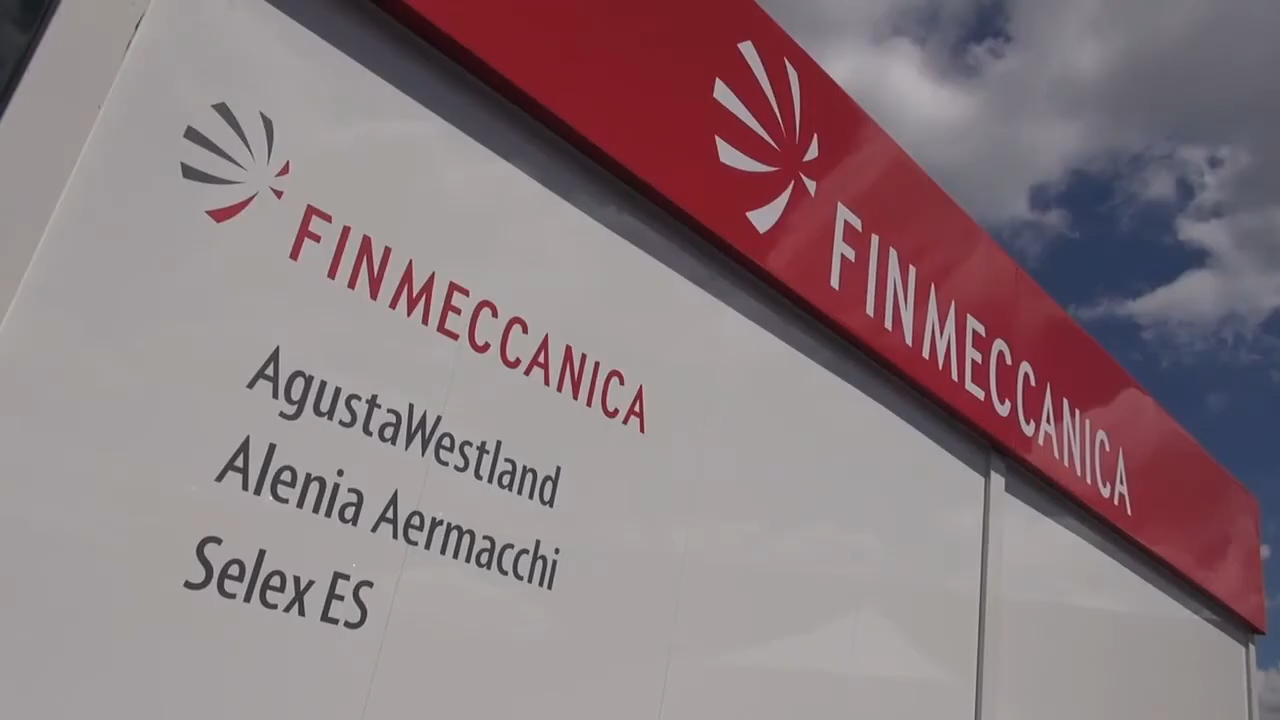 FINMECCANICA
AgustaWestland
Alenia Aermacchi
Selex ES
FINMECCANICA